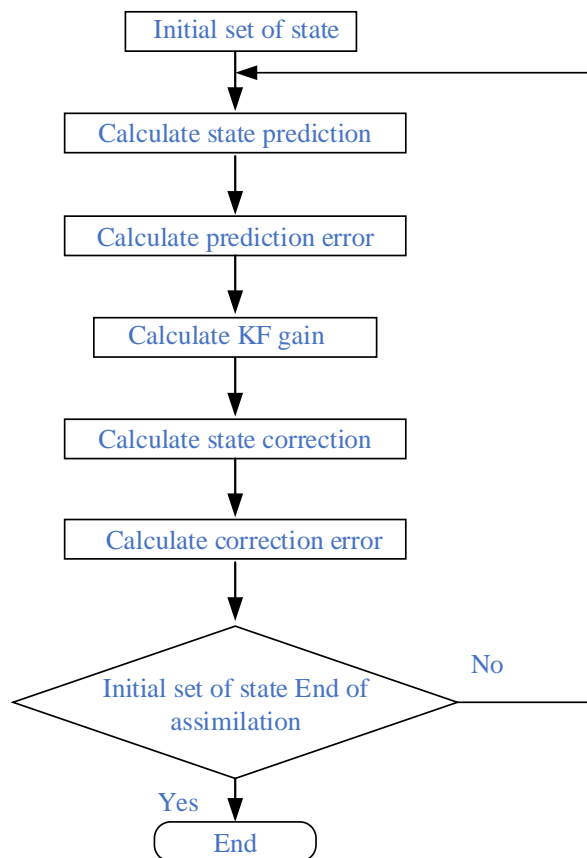 Initial set of state
Calculate state prediction
Calculate prediction error
Calculate KF gain
Calculate state correction
Calculate correction error
No
Initial set of state End of
assimilation
Yes
End